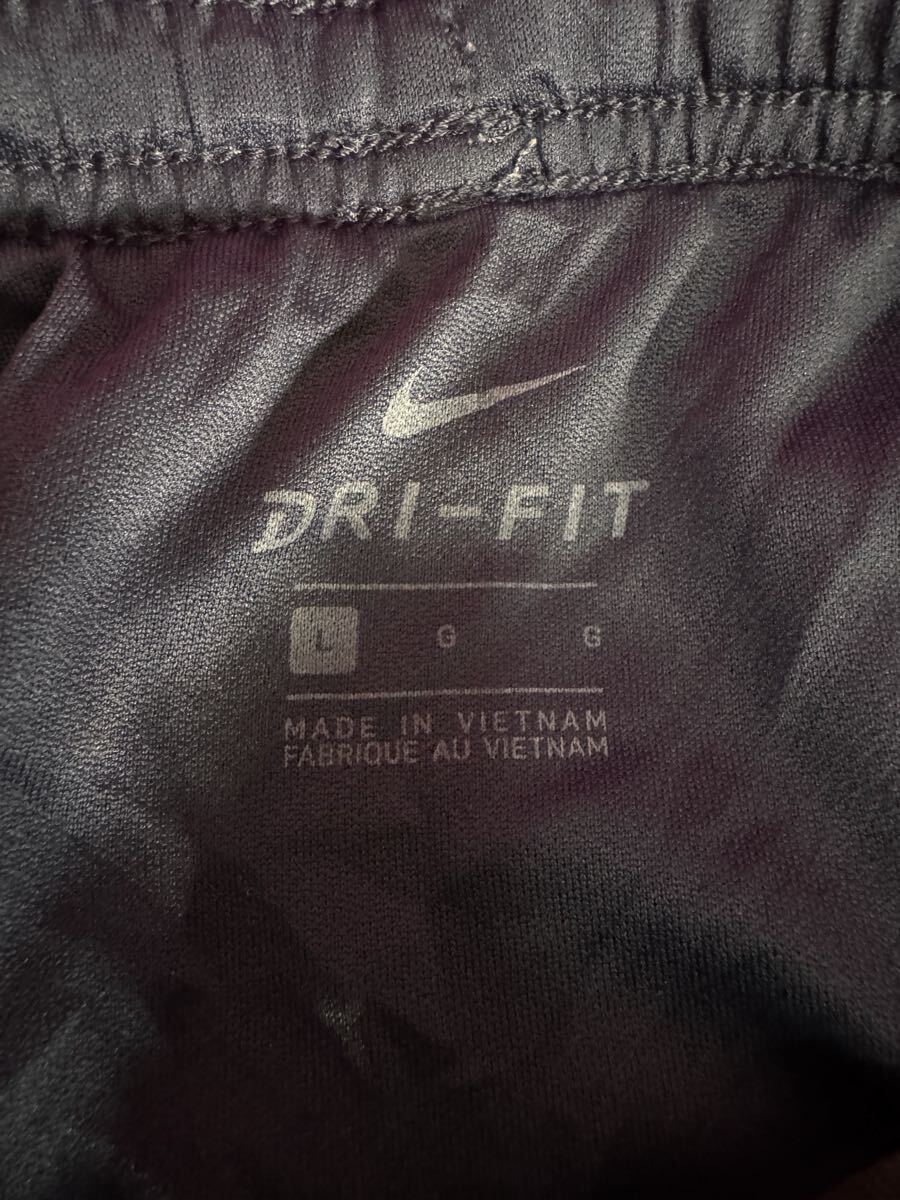 DRI-FIT
L G G
MADE IN VIETNAM
FABRIQUE AU VIETNAM